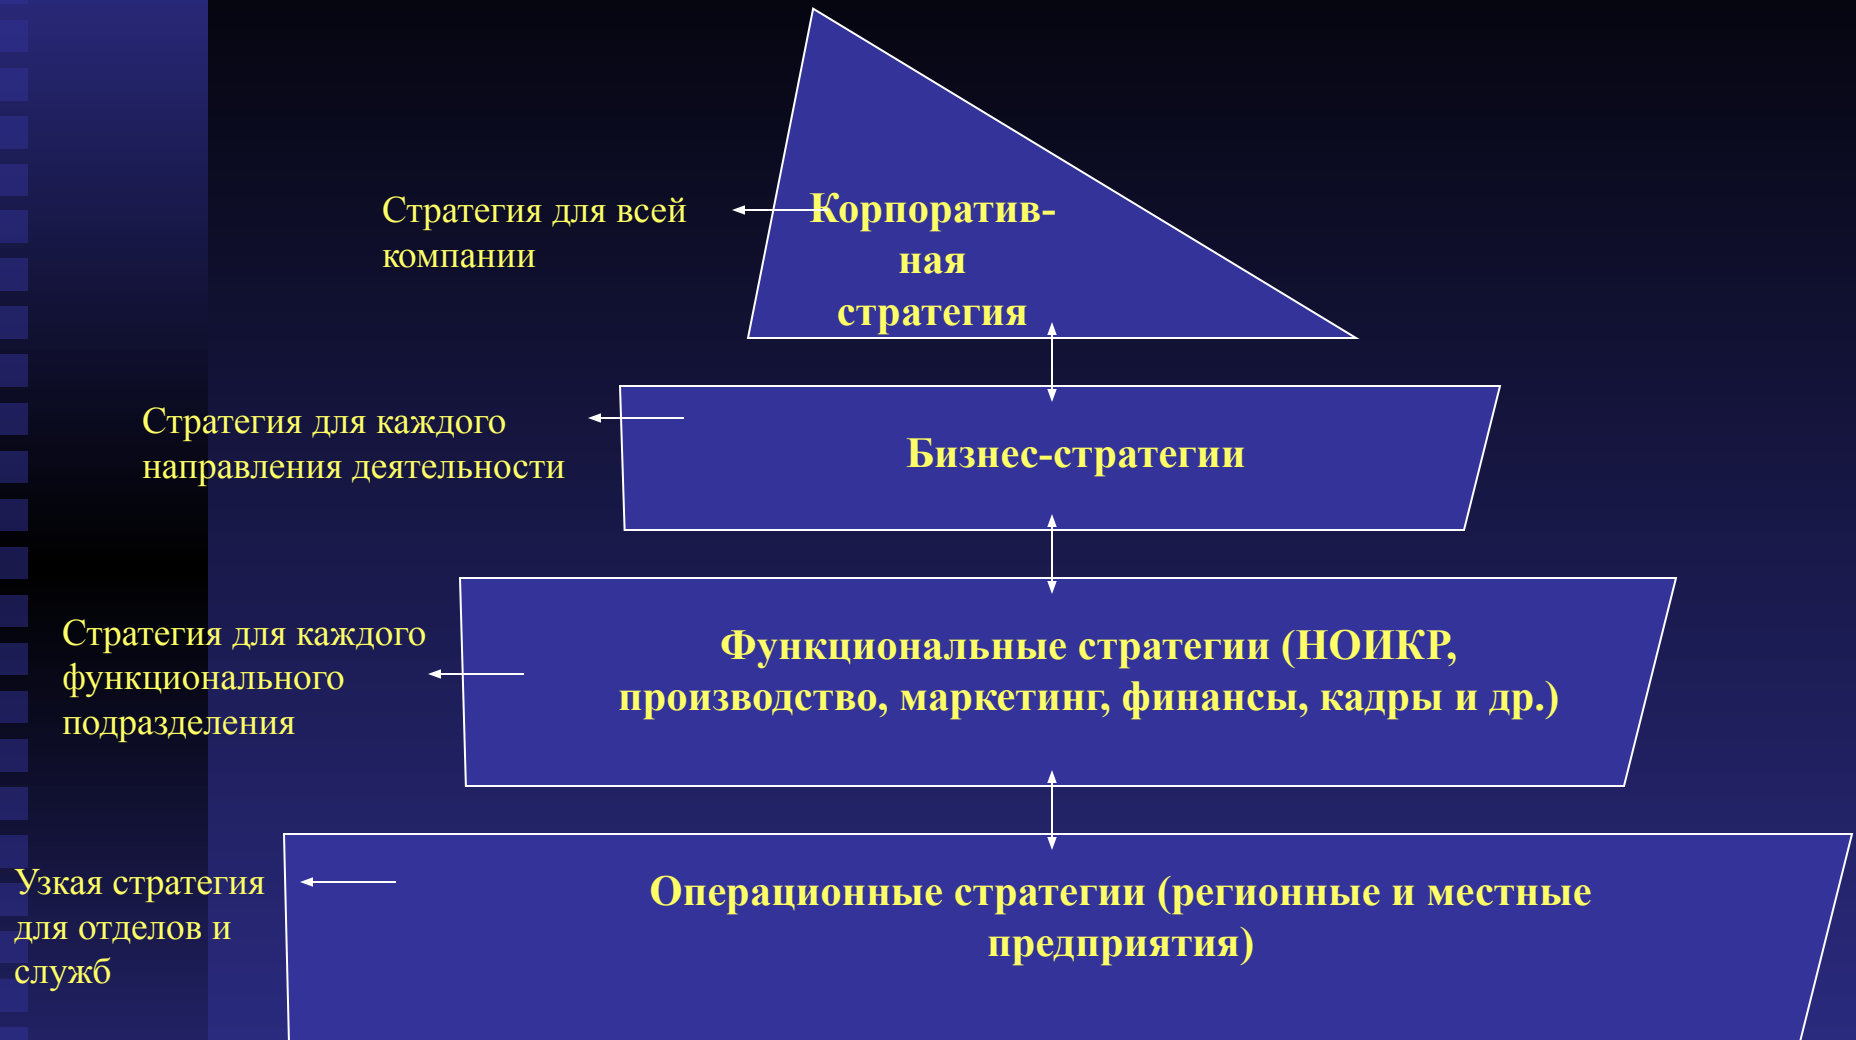 Стратегия для всей
компании
Корпоратив-
ная
стратегия
Стратегия для каждого
направления деятельности
Бизнес-стратегии
Стратегия для каждого
функционального
подразделения
Функциональные стратегии (НОИКР,
производство, маркетинг, финансы, кадры и др.)
Узкая стратегия
для отделов и
служб
Операционные стратегии (регионные и местные
предприятия)